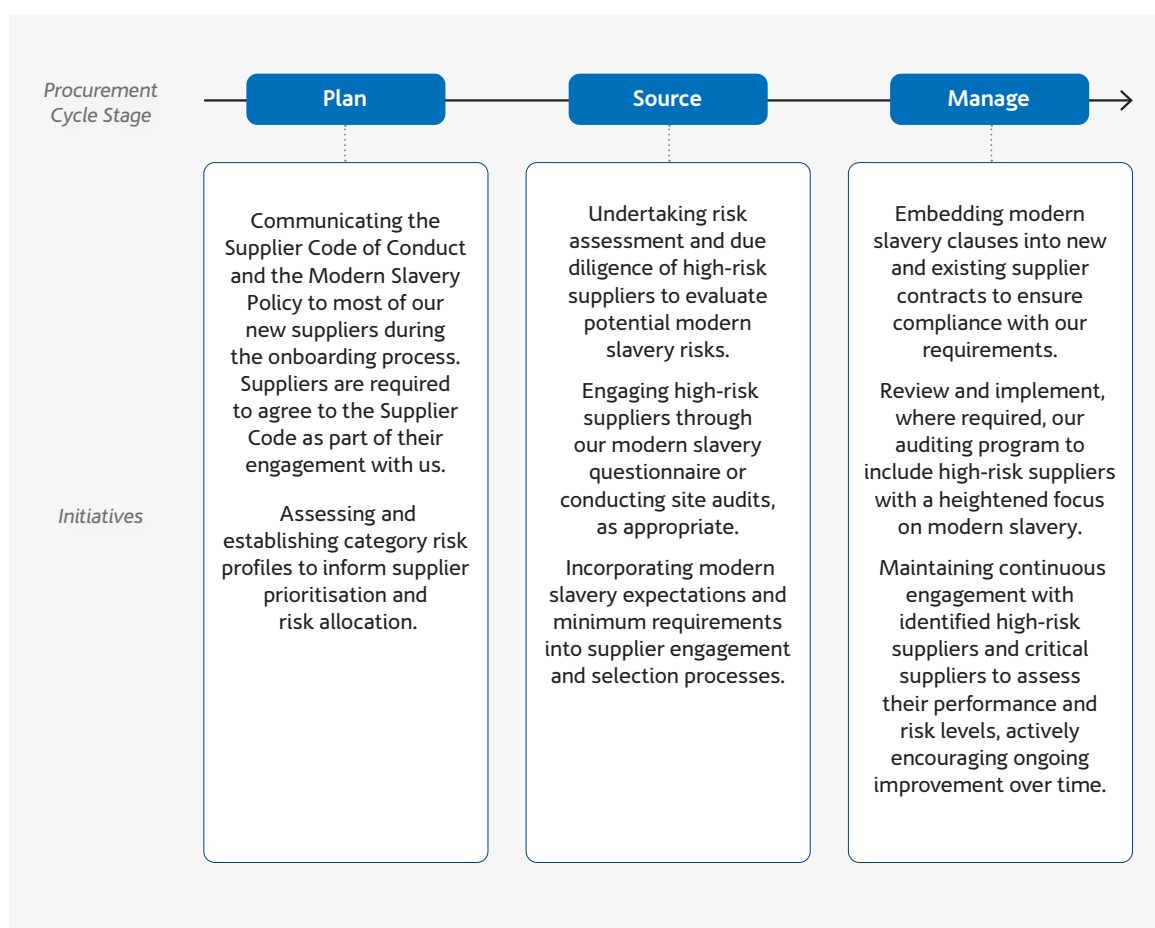 Procurement
Cycle Stage
Plan
Source
Manage
Initiatives
Communicating the
Supplier Code of Conduct
and the Modern Slavery
Policy to most of our
new suppliers during
the onboarding process.
Suppliers are required
to agree to the Supplier
Code as part of their
engagement with us.
Assessing and
establishing category risk
profiles to inform supplier
prioritisation and
risk allocation.
Undertaking risk
assessment and due
diligence of high-risk
suppliers to evaluate
potential modern
slavery risks.
Engaging high-risk
suppliers through
our modern slavery
questionnaire or
conducting site audits,
as appropriate.
Incorporating modern
slavery expectations and
minimum requirements
into supplier engagement
and selection processes.
Embedding modern
slavery clauses into new
and existing supplier
contracts to ensure
compliance with our
requirements.
Review and implement,
where required, our
auditing program to
include high-risk suppliers
with a heightened focus
on modern slavery.
Maintaining continuous
engagement with
identified high-risk
suppliers and critical
suppliers to assess
their performance and
risk levels, actively
encouraging ongoing
improvement over time.